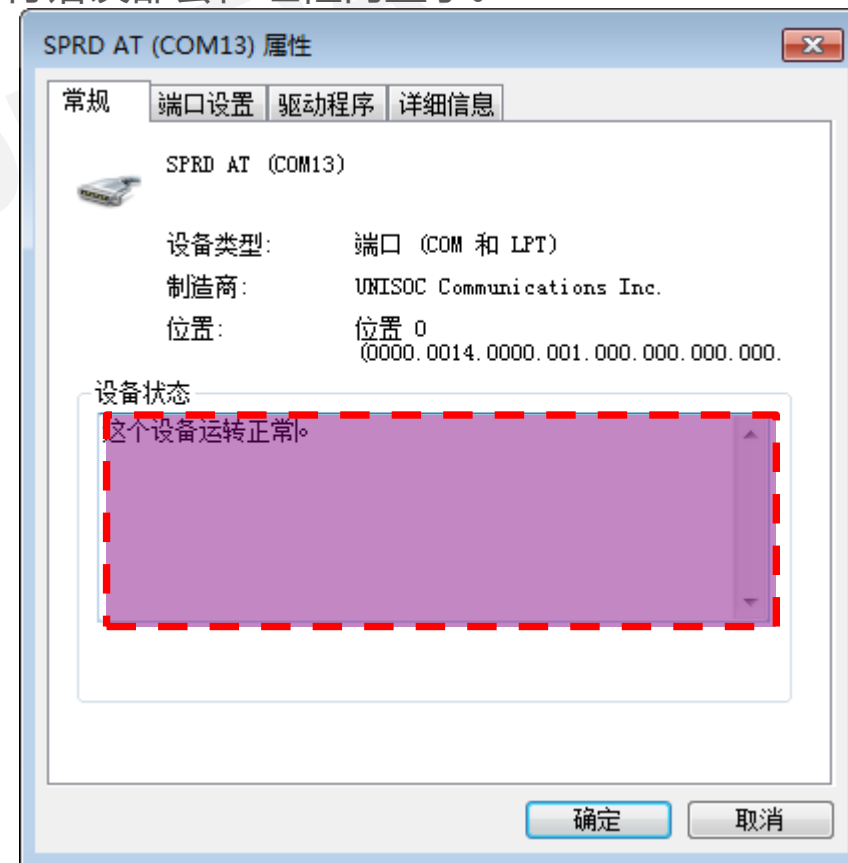 SPRD AT (COM13) 属性
常规 端口设置 驱动程序 详细信息
SPRD AT (COM13)
设备类型: 端口 (COM 和 LPT)
制造商: UNISOC Communications Inc.
位置: 位置 0
(0000.0014.0000.001.000.000.000.000.
设备状态
这个设备运转正常。
确定 取消